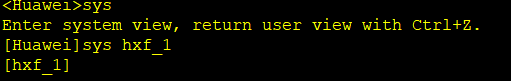 <Huawei>sys
Enter system view, return user view with Ctrl+Z.
[Huawei]sys hxf_1
[hxf_1]